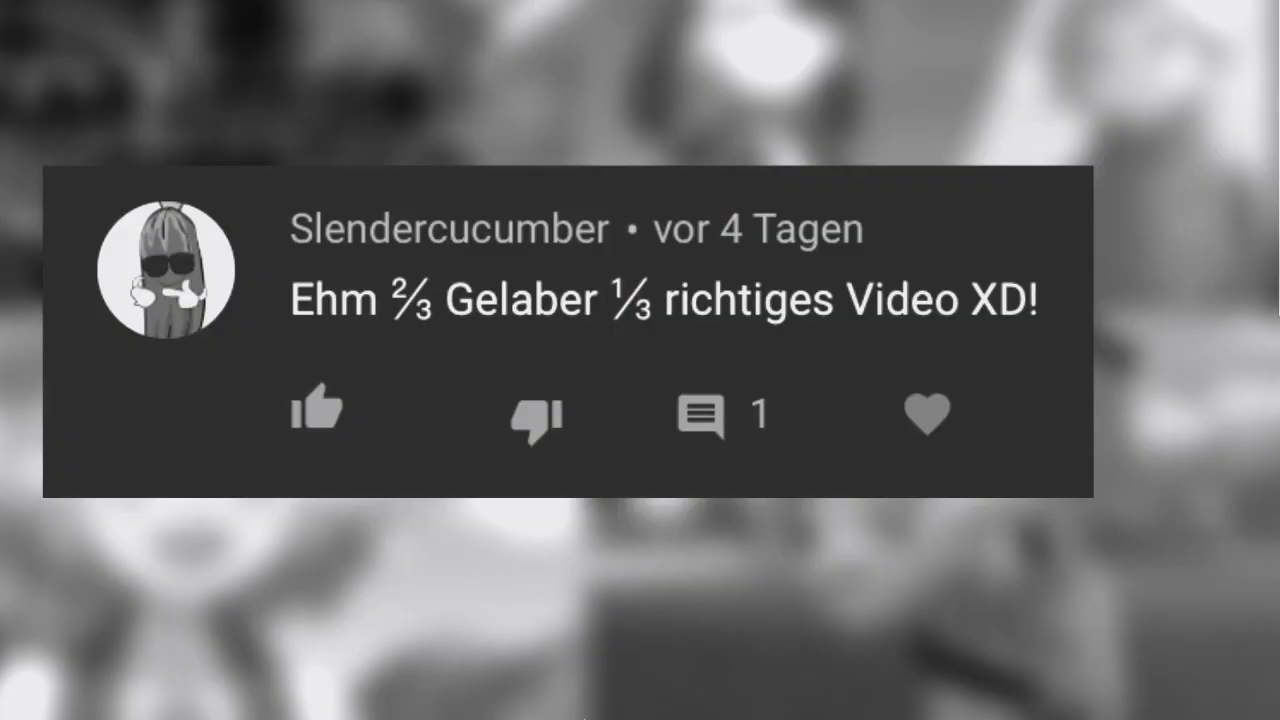 Slendercucumber • vor 4 Tagen
Ehm ⅔ Gelaber ⅓ richtiges Video XD!
1